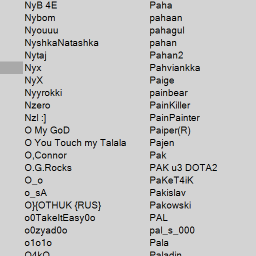 NyB 4E Paha
Nybom pahaan
Nyouuu pahagul
NyshkaNatashka pahan
Nytaj Pahan2
Nyx Pahviankka
NyX Paige
Nyyrokki painbear
Nzero PainKiller
Nzl :] PainPainter
O My GoD Paiper(R)
O You Touch my Talala Pajen
O,Connor Pak
O.G.Rocks PAK u3 DOTA2
O_o PaKeT4iK
o_sA Pakislav
O}{OTHUK {RUS} Pakowski
o0TakeItEasy0o PAL
o0zyad0o pal_s_000
o1o1o Pala
O4kO Paladin